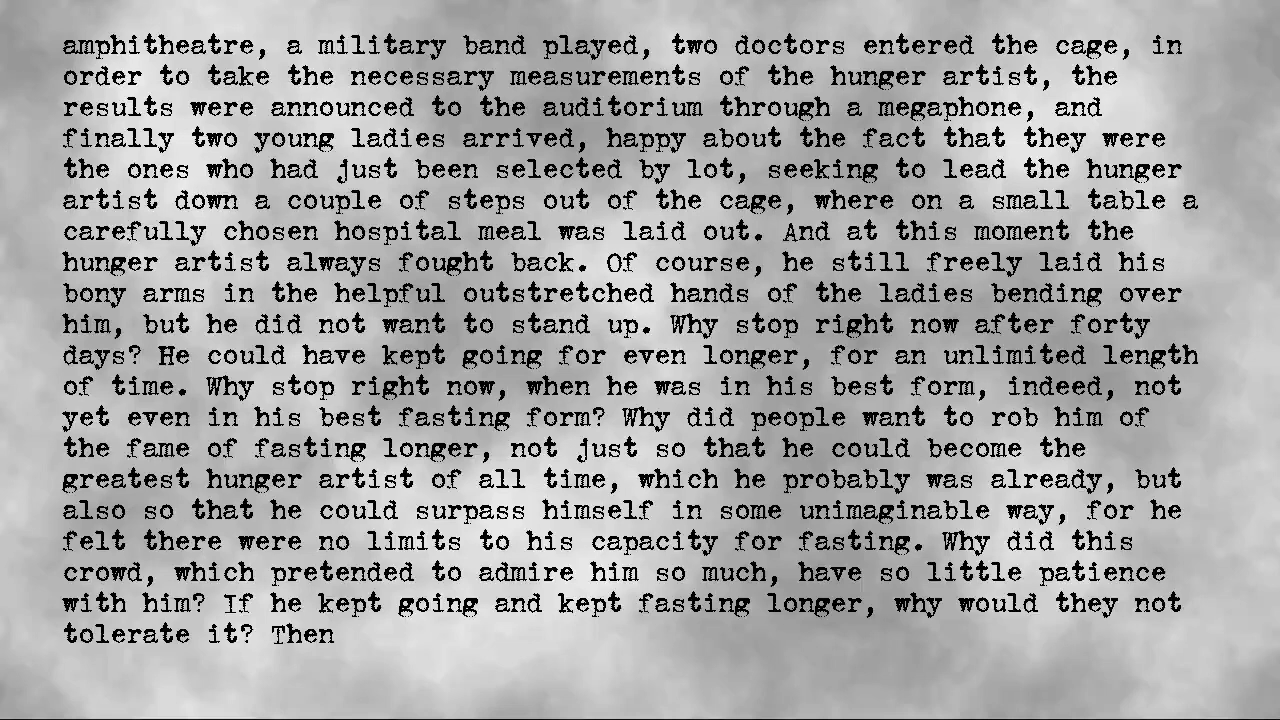 amphitheatre, a military band played, two doctors entered the cage, in
order to take the necessary measurements of the hunger artist, the
results were announced to the auditorium through a megaphone, and
finally two young ladies arrived, happy about the fact that they were
the ones who had just been selected by lot, seeking to lead the hunger
artist down a couple of steps out of the cage, where on a small table a
carefully chosen hospital meal was laid out. And at this moment the
hunger artist always fought back. Of course, he still freely laid his
bony arms in the helpful outstretched hands of the ladies bending over
him, but he did not want to stand up. Why stop right now after forty
days? He could have kept going for even longer, for an unlimited length
of time. Why stop right now, when he was in his best form, indeed, not
yet even in his best fasting form? Why did people want to rob him of
the fame of fasting longer, not just so that he could become the
greatest hunger artist of all time, which he probably was already, but
also so that he could surpass himself in some unimaginable way, for he
felt there were no limits to his capacity for fasting. Why did this
crowd, which pretended to admire him so much, have so little patience
with him? If he kept going and kept fasting longer, why would they not
tolerate it? Then